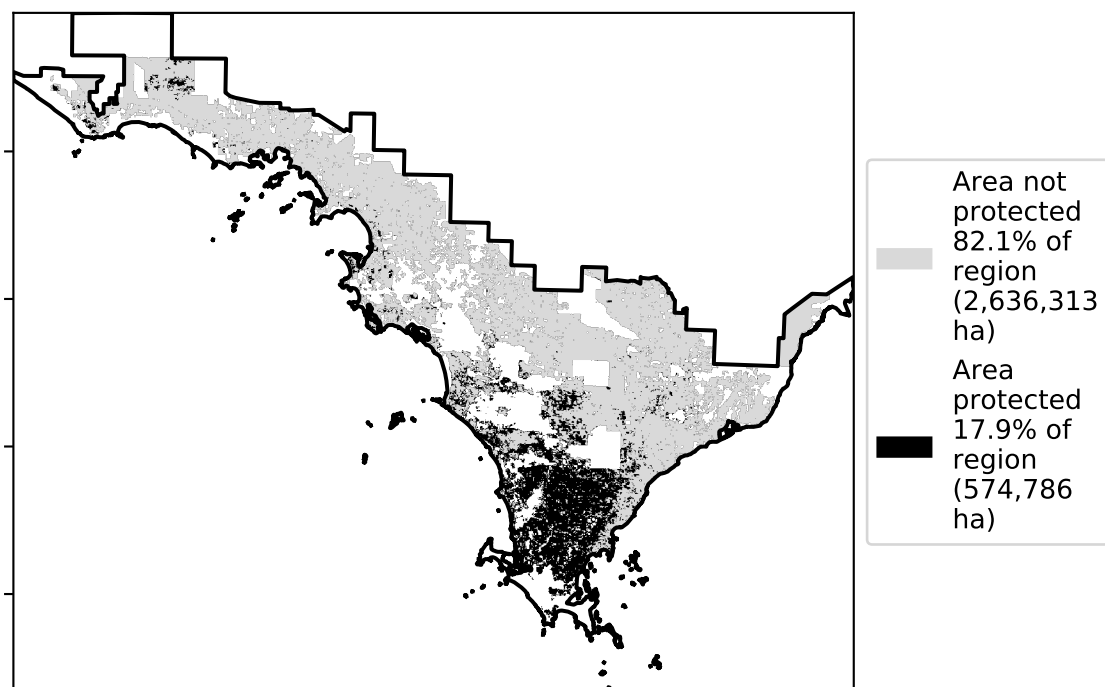 Area not
protected
82.1% of
region
(2,636,313
ha)
Area
protected
17.9% of
region
(574,786
ha)